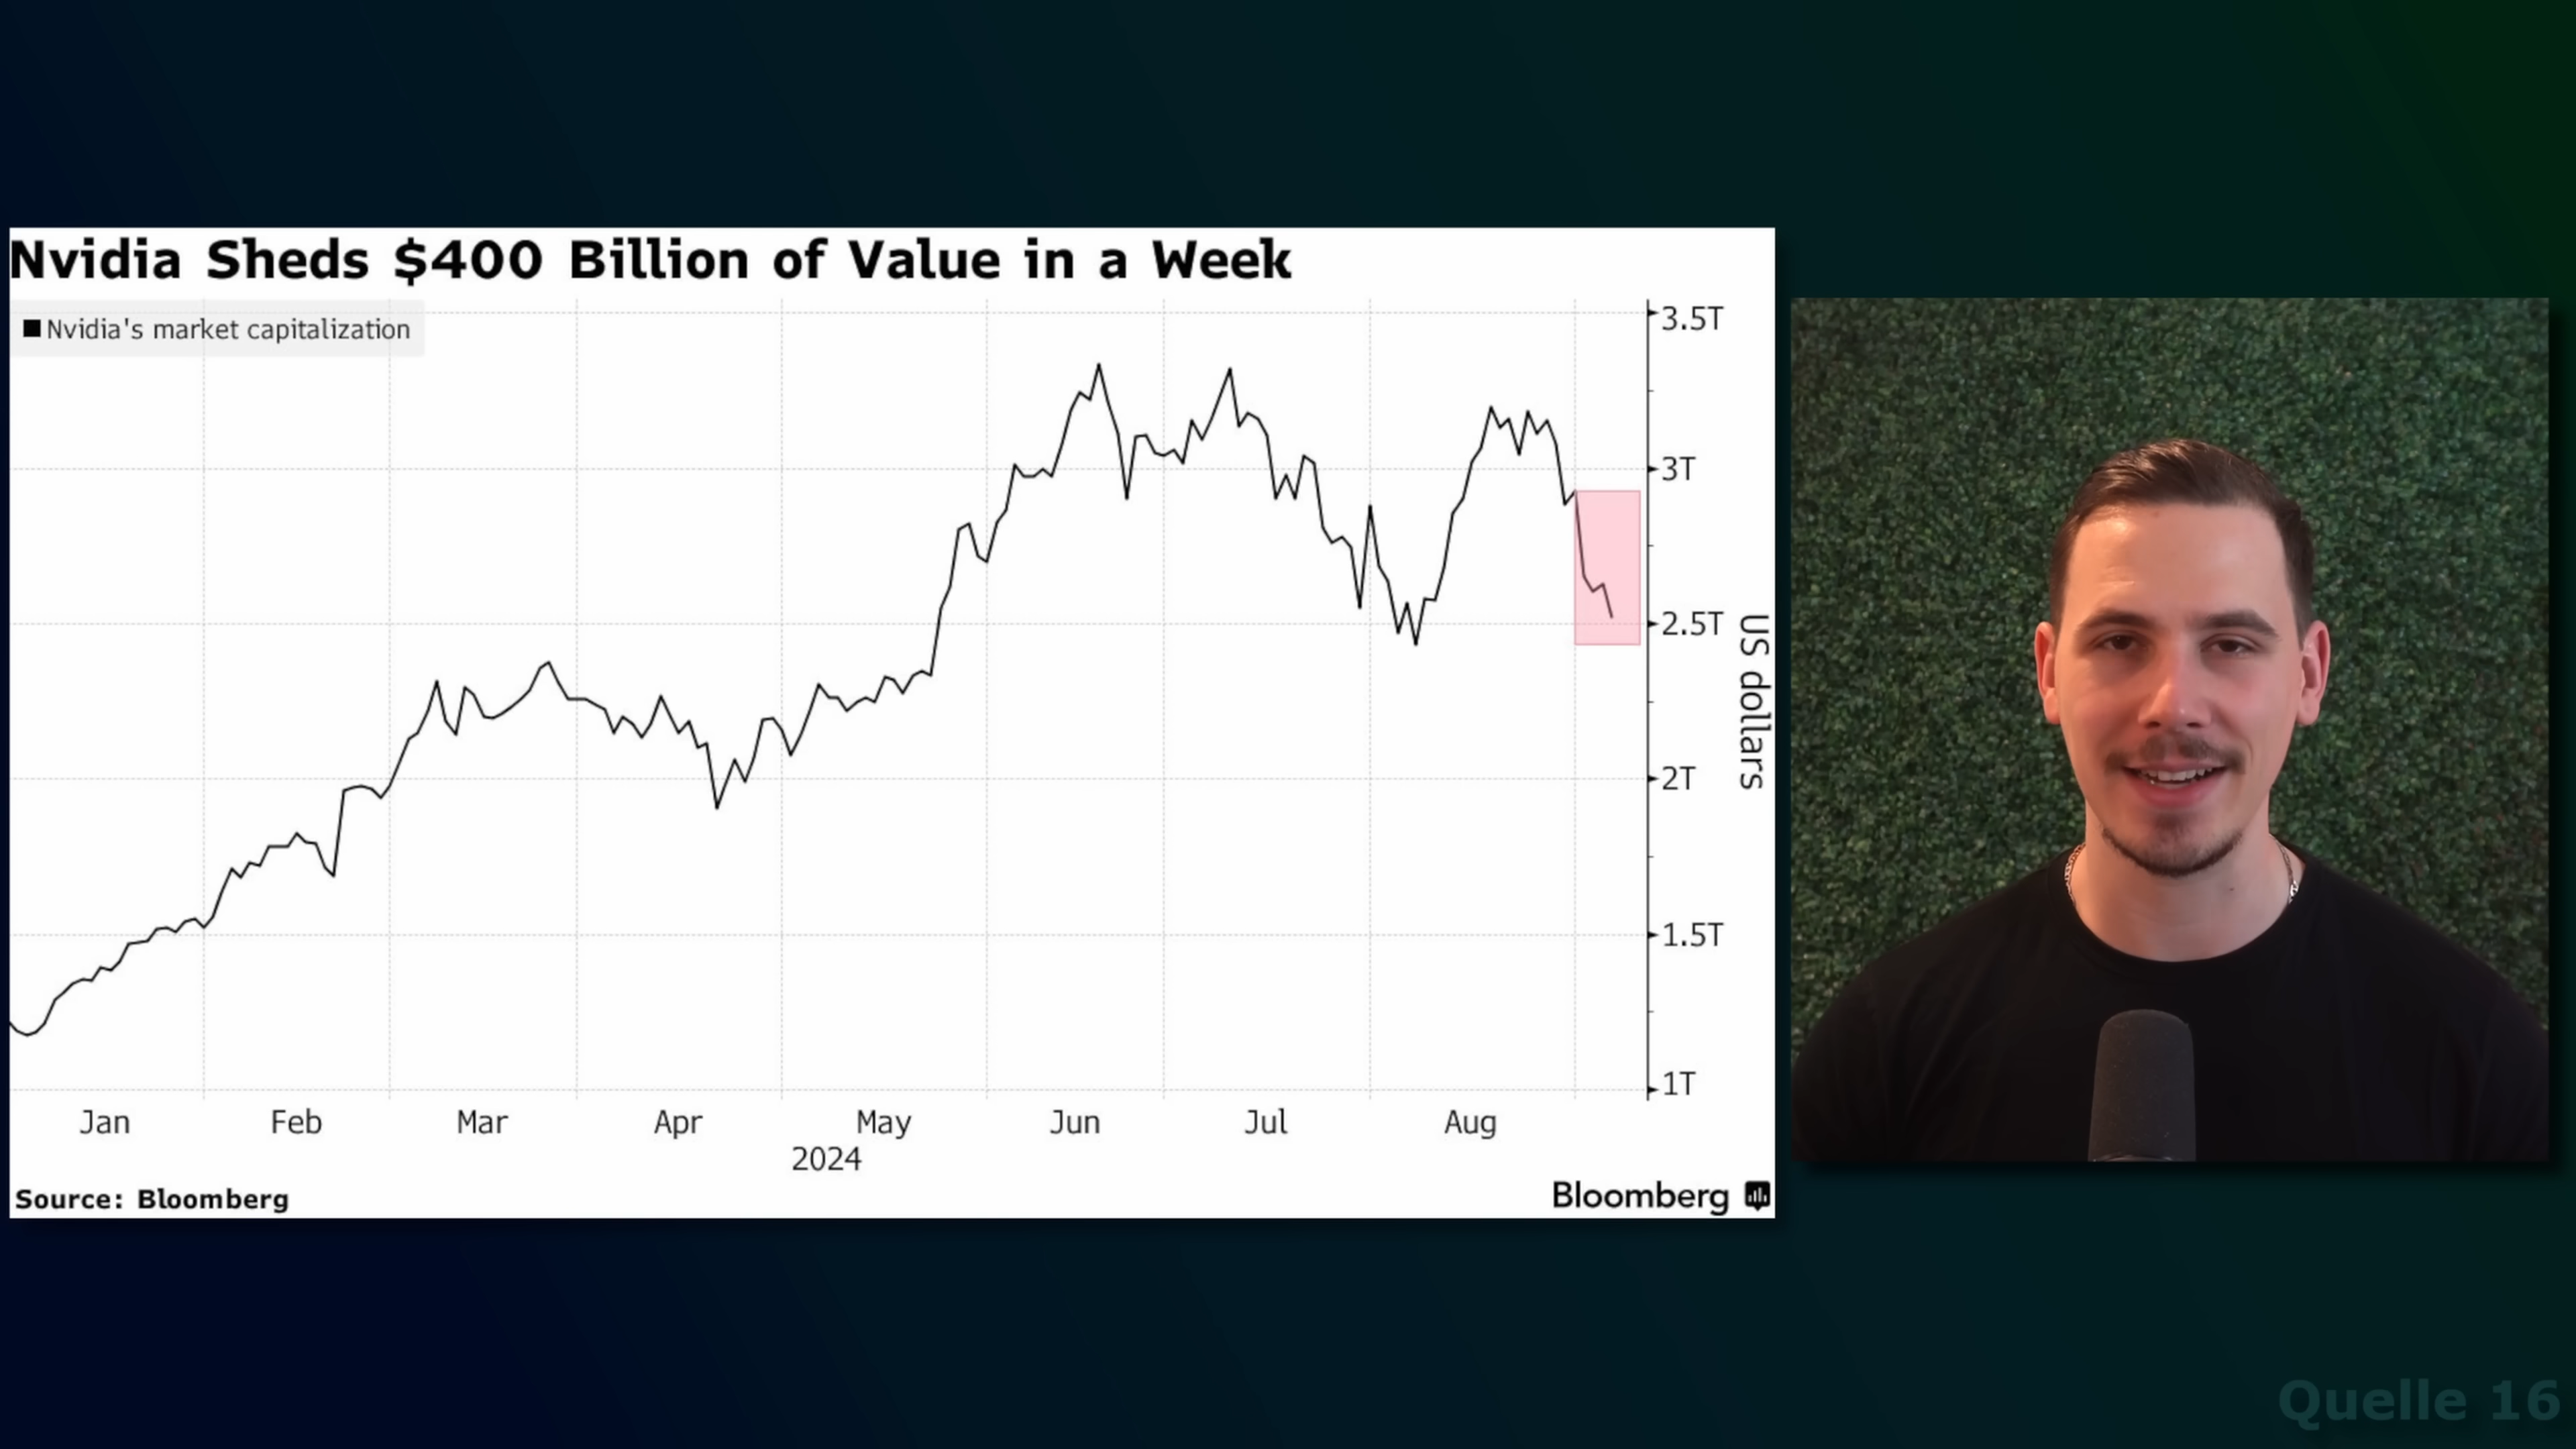 Nvidia Sheds $400 Billion of Value in a Week
Nvidia's market capitalization
3.5T
3T
2.5T
2T
1.5T
1T
US dollars
Jan Feb Mar Apr May Jun Jul Aug
2024
Source: Bloomberg
Bloomberg
Quelle 16